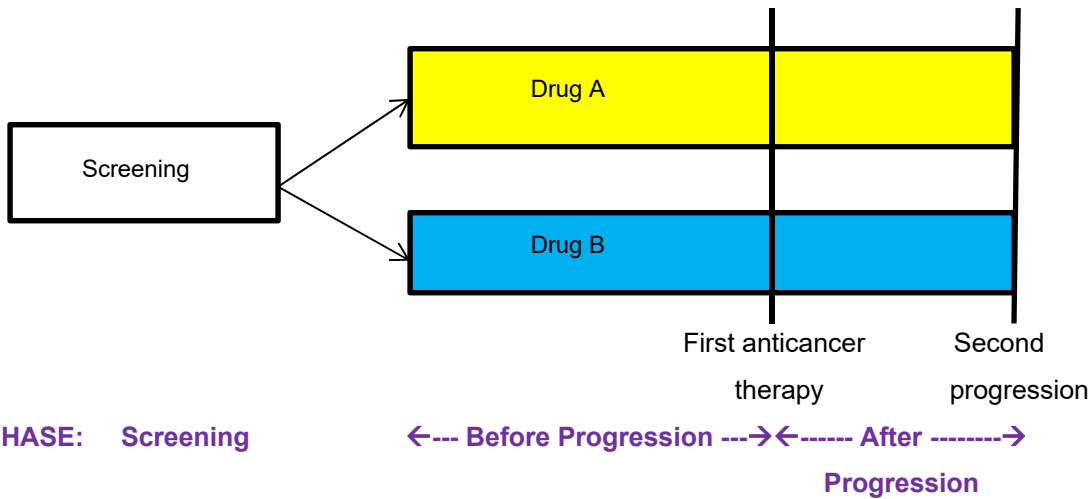 Drug A
Screening
Drug B
First anticancer Second
therapy progression
HASE: Screening ←--- Before Progression ---→ ←------ After --------→
Progression